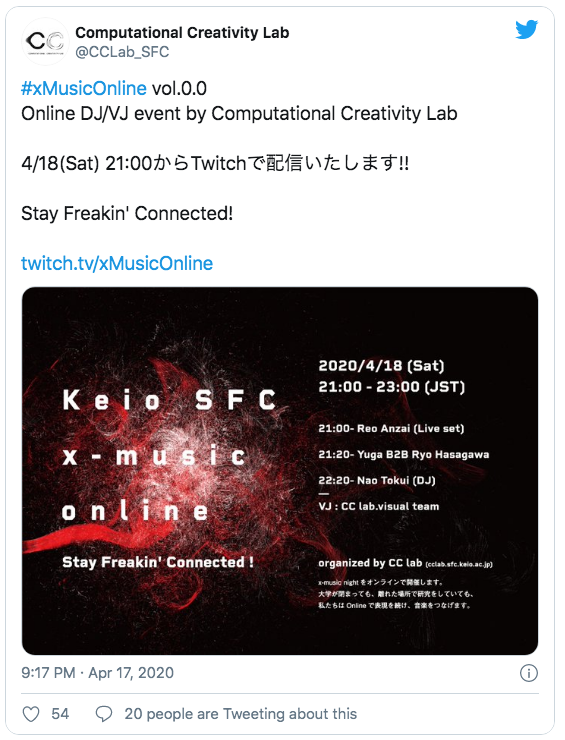 Computational Creativity Lab
@CCLab_SFC
#xMusicOnline vol.0.0
Online DJ/VJ event by Computational Creativity Lab
4/18(Sat) 21:00からTwitchで配信いたします!!
Stay Freakin' Connected!
twitch.tv/xMusicOnline
Keio SFC
x-music
online
Stay Freakin' Connected !
2020/4/18 (Sat)
21:00 - 23:00 (JST)
21:00- Reo Anzai (Live set)
21:20- Yuga B2B Ryo Hasagawa
22:20- Nao Tokui (DJ)
VJ : CC lab.visual team
organized by CC lab (cclab.sfc.keio.ac.jp)
x-music night をオンラインで開催します。
大学が閉まっても、離れた場所で研究をしていても、
私たちは Online で表現を続け、音楽をつなげます。
9:17 PM · Apr 17, 2020
54
20 people are Tweeting about this